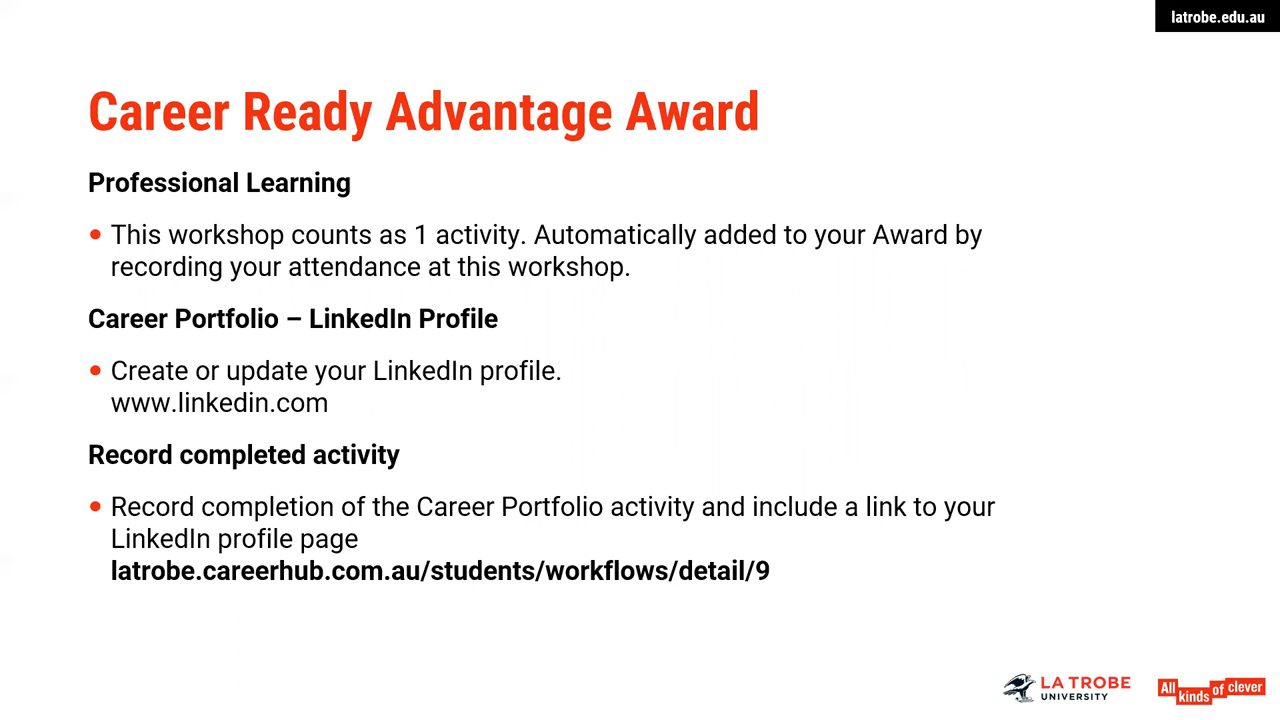 latrobe.edu.au
Career Ready Advantage Award
Professional Learning
• This workshop counts as 1 activity. Automatically added to your Award by
recording your attendance at this workshop.
Career Portfolio – LinkedIn Profile
• Create or update your LinkedIn profile.
www.linkedin.com
Record completed activity
• Record completion of the Career Portfolio activity and include a link to your
LinkedIn profile page
latrobe.careerhub.com.au/students/workflows/detail/9
LA TROBE
UNIVERSITY
All kinds of clever